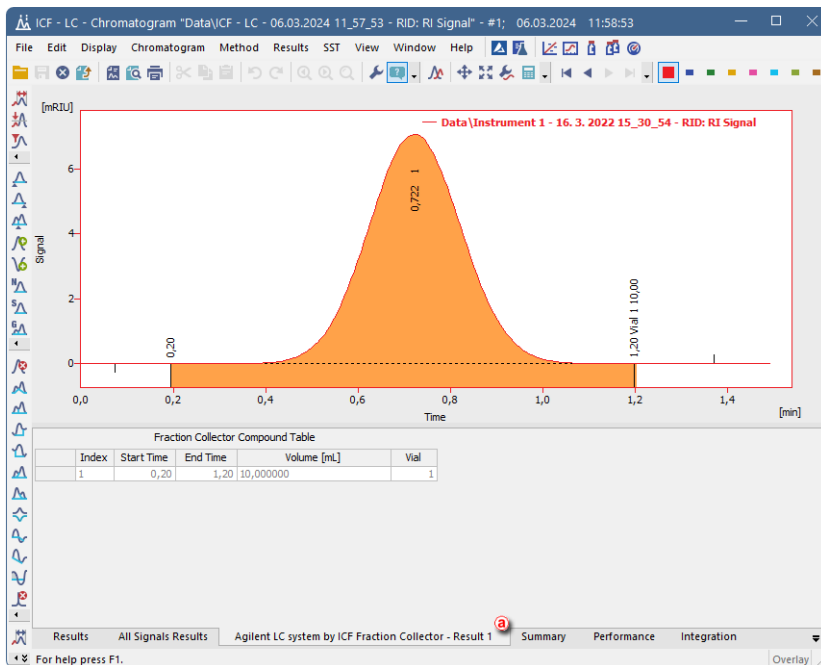 ICF - LC - Chromatogram "Data\ICF - LC - 06.03.2024 11_57_53 - RID: RI Signal" - #1; 06.03.2024 11:58:53
File Edit Display Chromatogram Method Results SST View Window Help
[mRIU]
Data\Instrument 1 - 16. 3. 2022 15_30_54 - RID: RI Signal
6
4
2
0
Signal
0,722 1
0,20
1,20 Vial 1 10,00
0,0 0,2 0,4 0,6 0,8 1,0 1,2 1,4 [min]
Time
Fraction Collector Compound Table
Index Start Time End Time Volume [mL] Vial
1 0,20 1,20 10,000000 1
a
Results All Signals Results Agilent LC system by ICF Fraction Collector - Result 1 Summary Performance Integration
For help press F1. Overlay